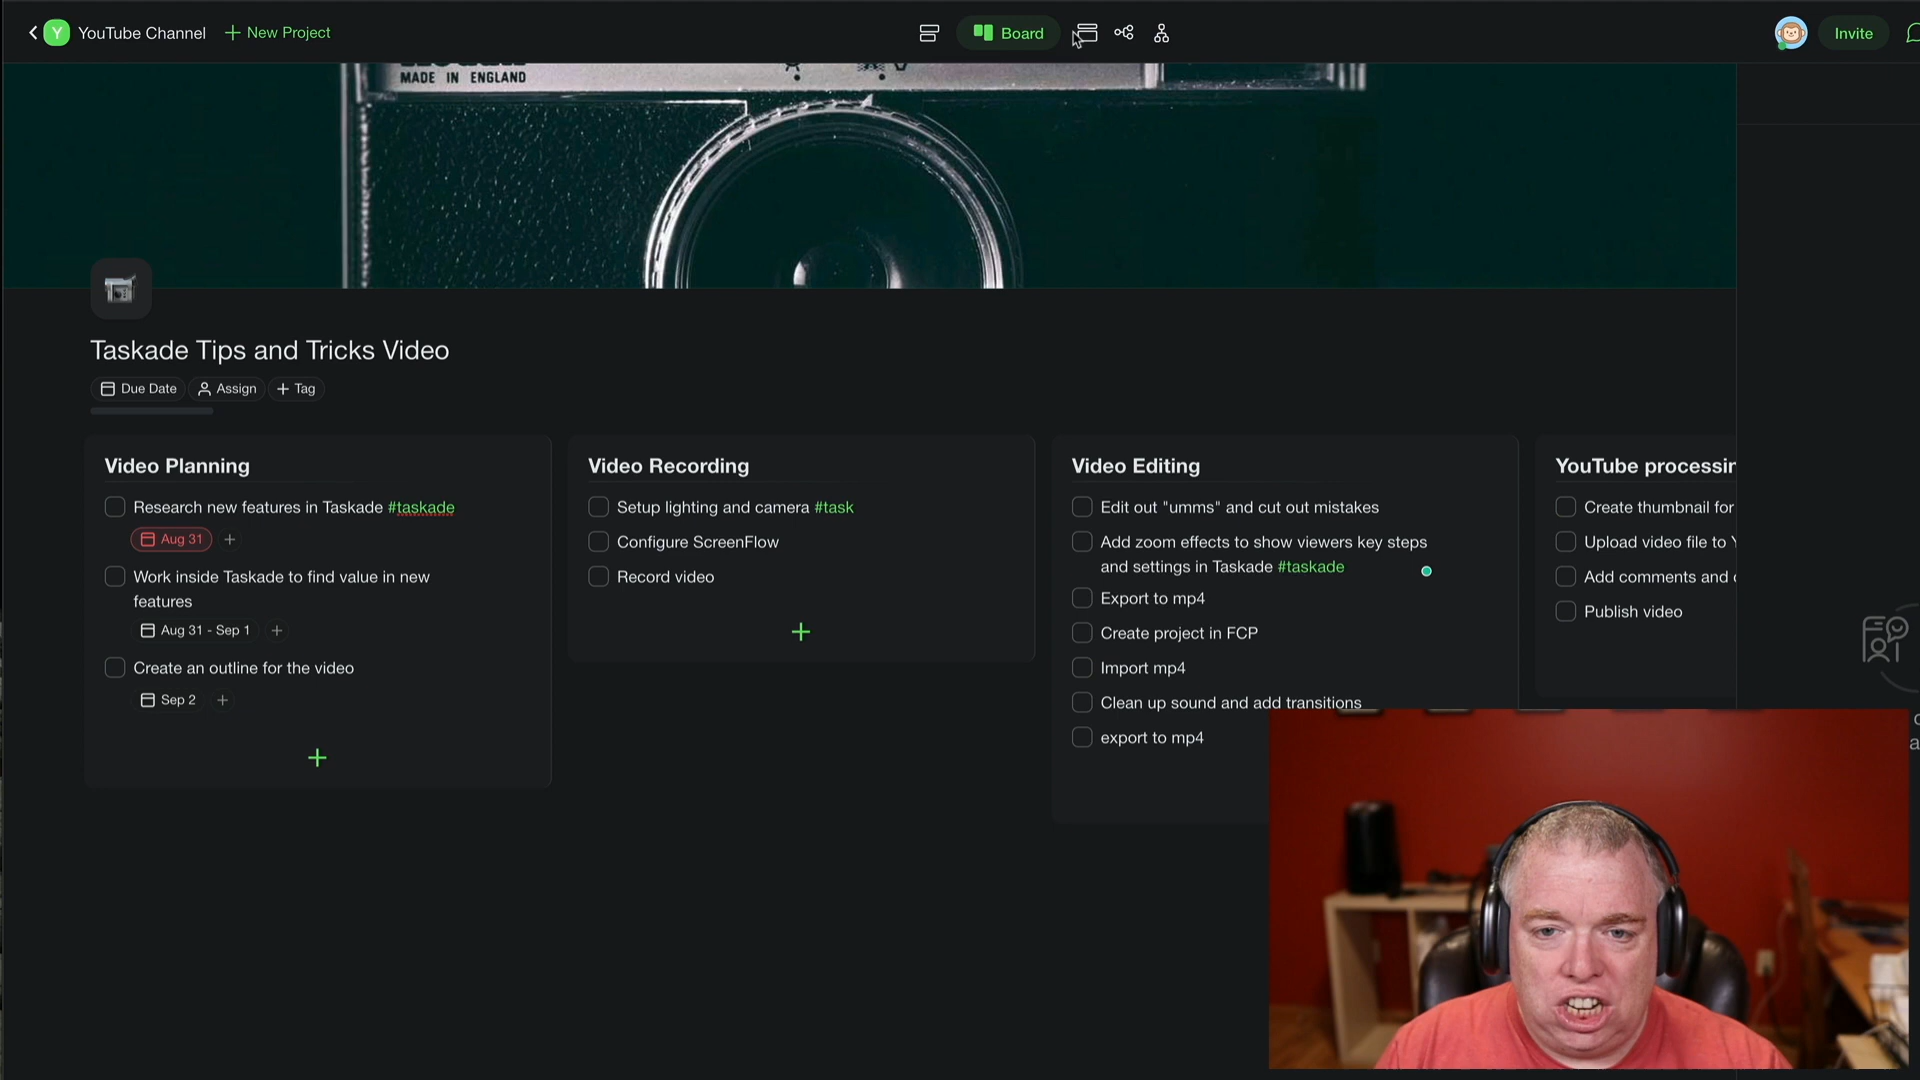 Y YouTube Channel + New Project
Board
Invite
MADE IN ENGLAND
Taskade Tips and Tricks Video
Due Date Assign + Tag
Video Planning
Research new features in Taskade #taskade
Aug 31 +
Work inside Taskade to find value in new
features
Aug 31 - Sep 1 +
Create an outline for the video
Sep 2 +
+
Video Recording
Setup lighting and camera #task
Configure ScreenFlow
Record video
+
Video Editing
Edit out "umms" and cut out mistakes
Add zoom effects to show viewers key steps
and settings in Taskade #taskade
Export to mp4
Create project in FCP
Import mp4
Clean up sound and add transitions
export to mp4
YouTube processin
Create thumbnail for
Upload video file to Y
Add comments and
Publish video